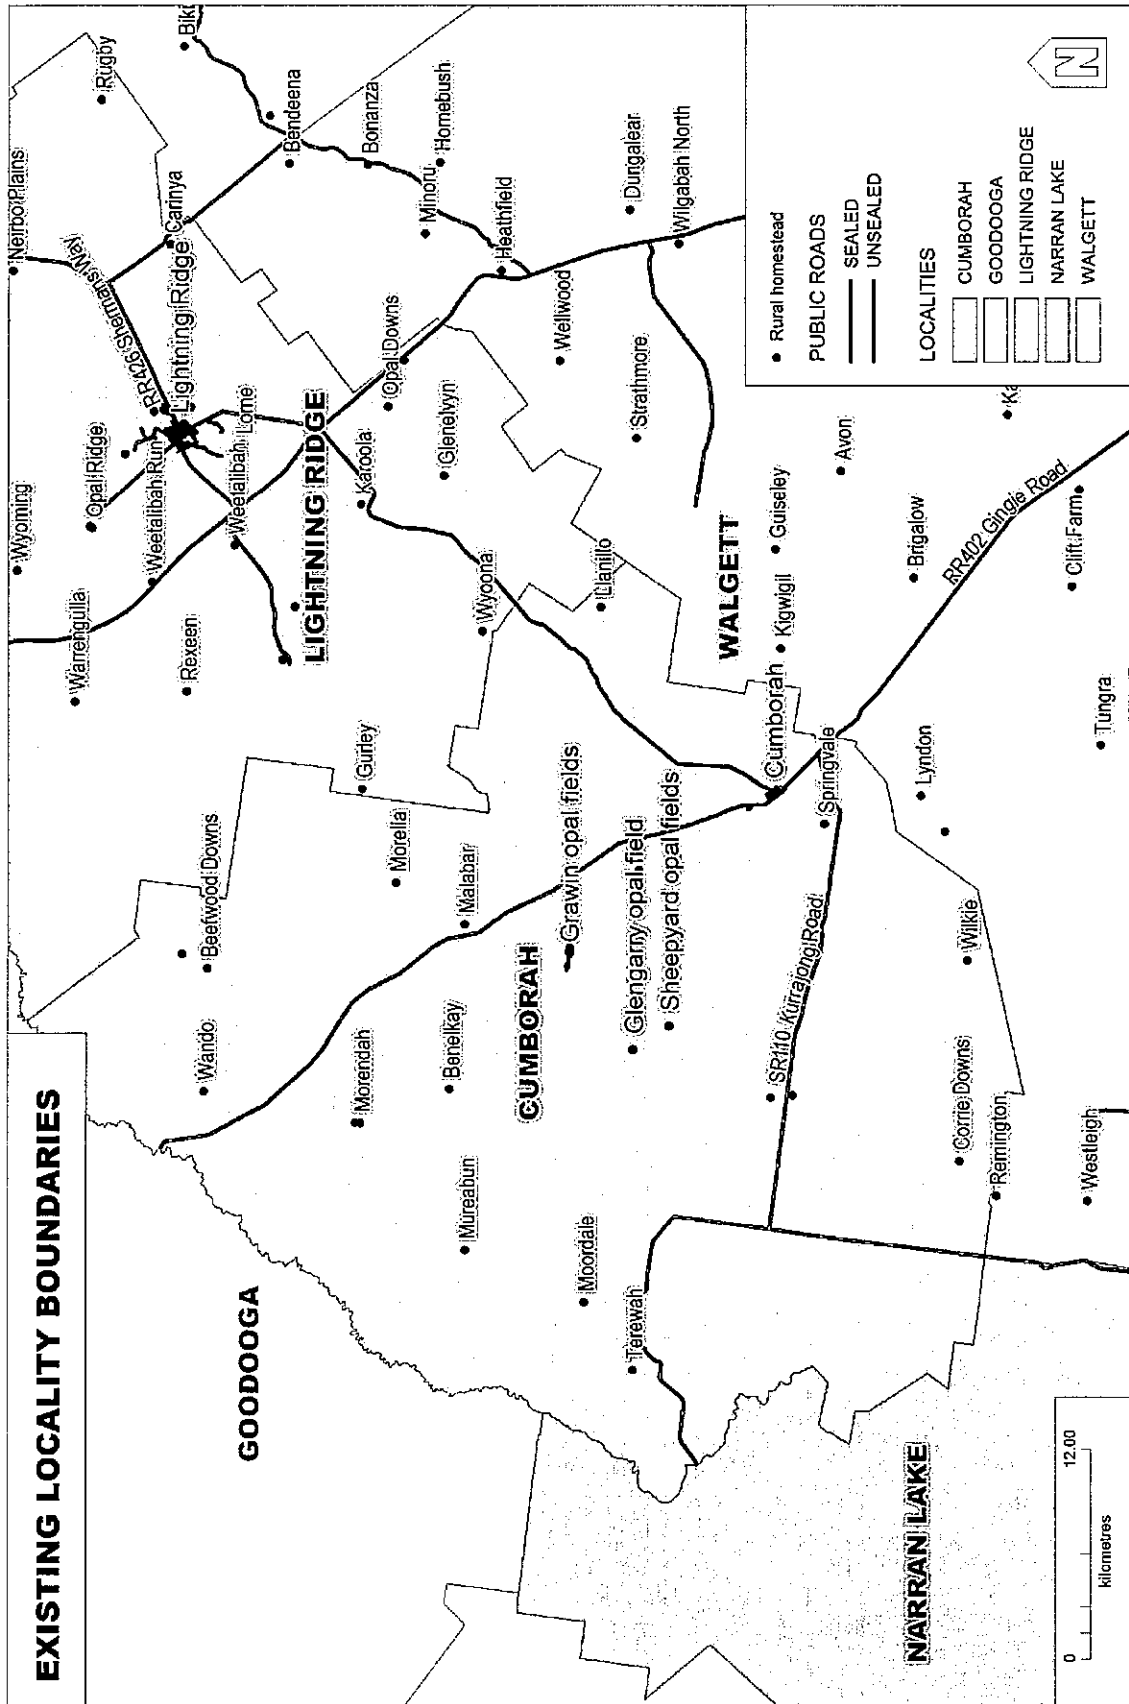 EXISTING LOCALITY BOUNDARIES
Wyoming
Neirbo Plains
Rugby
Warrengulla
Opal Ridge
RR426 Shermans Way
Weetalibah Run
Carinya
Rexeen
Lightning Ridge
Beefwood Downs
Wando
Weetalibah
Lorne
Bendeena
GOODOOGA
LIGHTNING RIDGE
Morendah
Gurley
Karoola
Opal Downs
Bonanza
Morelia
Minoru
Benelkay
Glenelvyn
Homebush
Mureabun
Malabar
Wyoona
Heathfield
CUMBORAH
Grawin opal fields
Wellwood
Moordale
Llanillo
Terewah
Glengarry opal field
Strathmore
Dungalear
Sheepyard opal fields
Wilgabah North
WALGETT
SR110 Kurrajong Road
Cumborah
Kigwigil
Guiseley
Springvale
Avon
NARRAN LAKE
Lyndon
Brigalow
Corrie Downs
Wilkie
RR402 Gingie Road
Remington
Westleigh
Tungra
Clift Farm
0
12.00
kilometres
Rural homestead
PUBLIC ROADS
SEALED
UNSEALED
LOCALITIES
CUMBORAH
GOODOOGA
LIGHTNING RIDGE
NARRAN LAKE
WALGETT
N